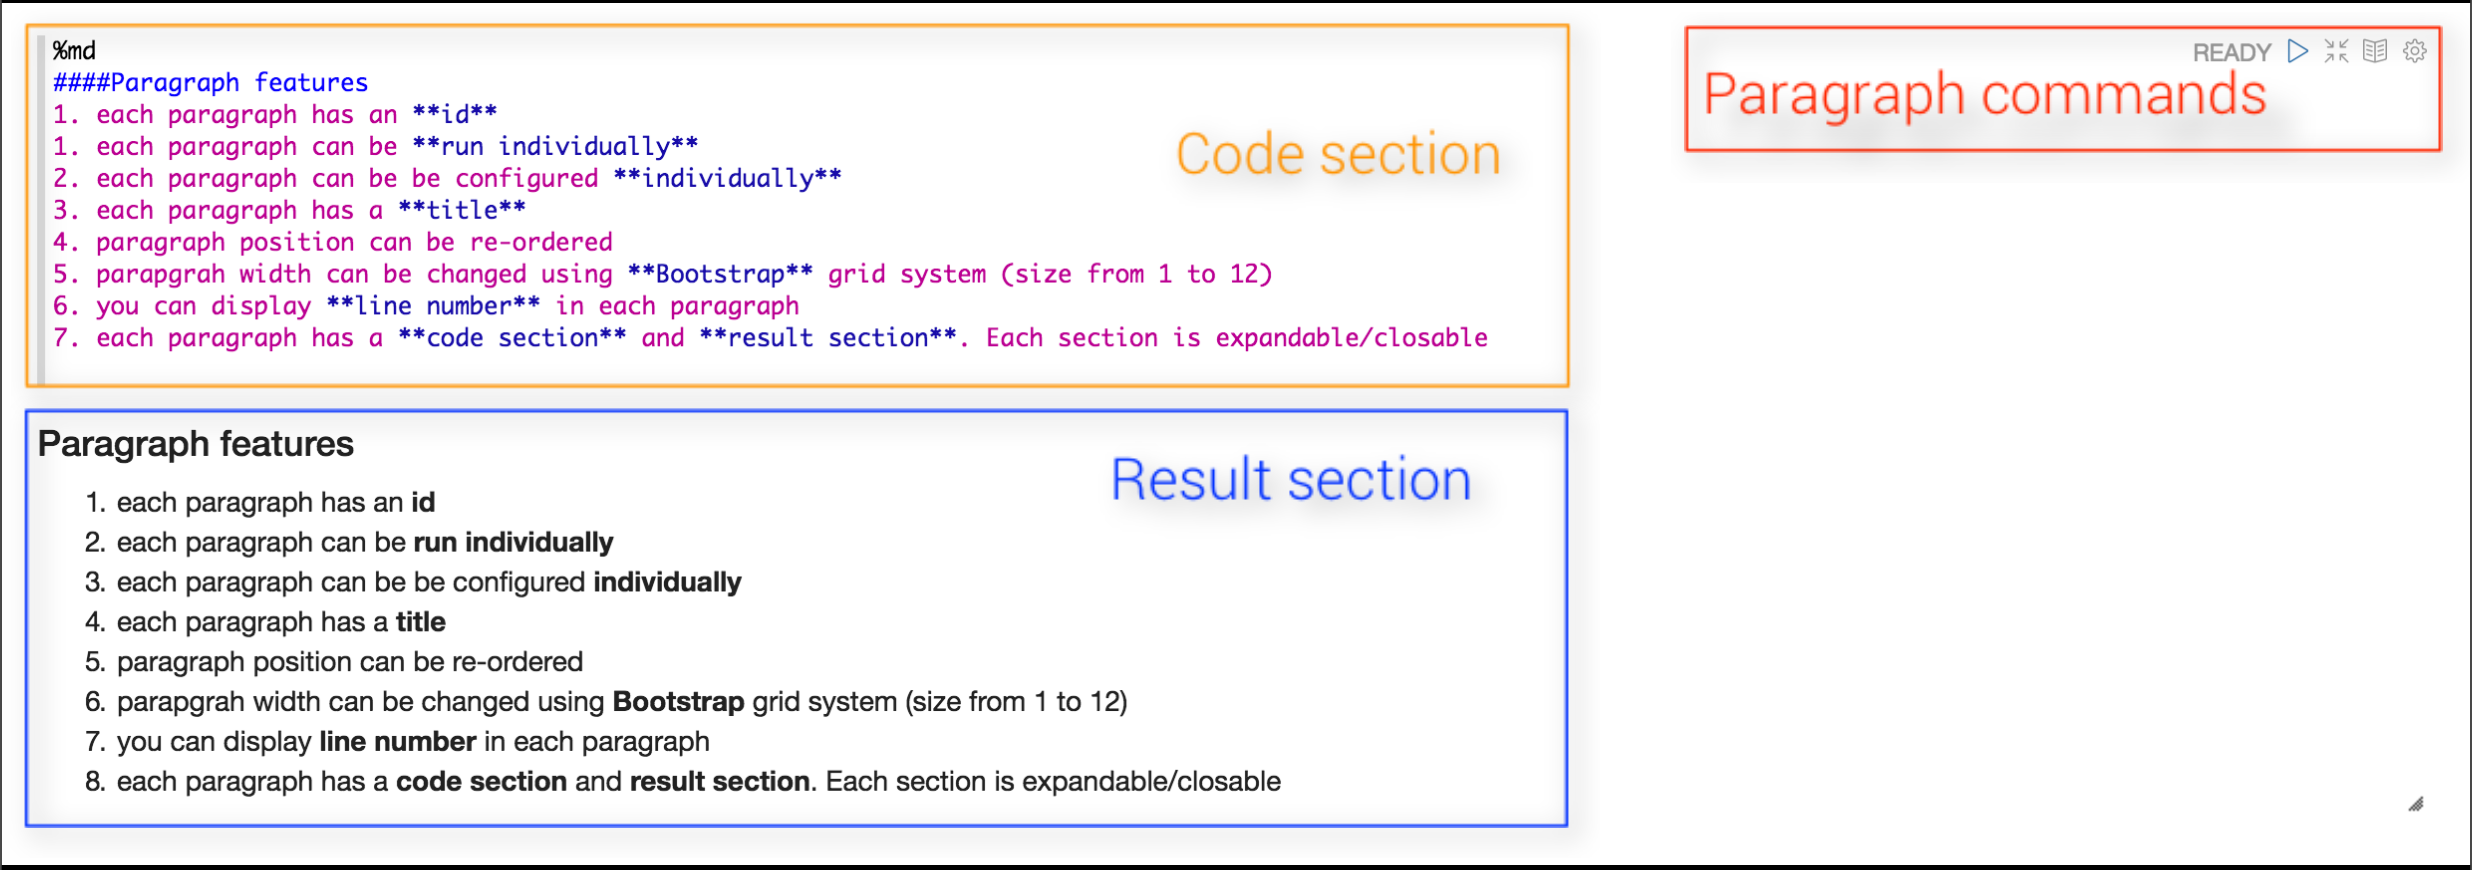 %md
####Paragraph features
1. each paragraph has an **id**
1. each paragraph can be **run individually**
2. each paragraph can be be configured **individually**
3. each paragraph has a **title**
4. paragraph position can be re-ordered
5. parapgrah width can be changed using **Bootstrap** grid system (size from 1 to 12)
6. you can display **line number** in each paragraph
7. each paragraph has a **code section** and **result section**. Each section is expandable/closable
Code section
READY
Paragraph commands
Paragraph features
1. each paragraph has an id
2. each paragraph can be run individually
3. each paragraph can be be configured individually
4. each paragraph has a title
5. paragraph position can be re-ordered
6. parapgrah width can be changed using Bootstrap grid system (size from 1 to 12)
7. you can display line number in each paragraph
8. each paragraph has a code section and result section. Each section is expandable/closable
Result section